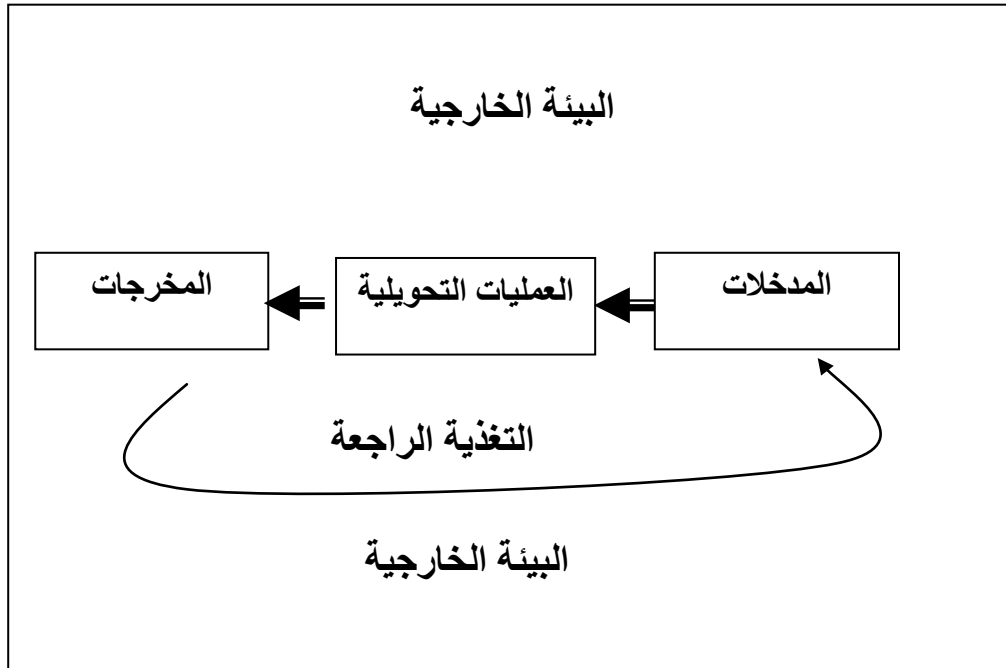 البيئة الخارجية
المدخلات
العمليات التحويلية
المخرجات
التغذية الراجعة
البيئة الخارجية